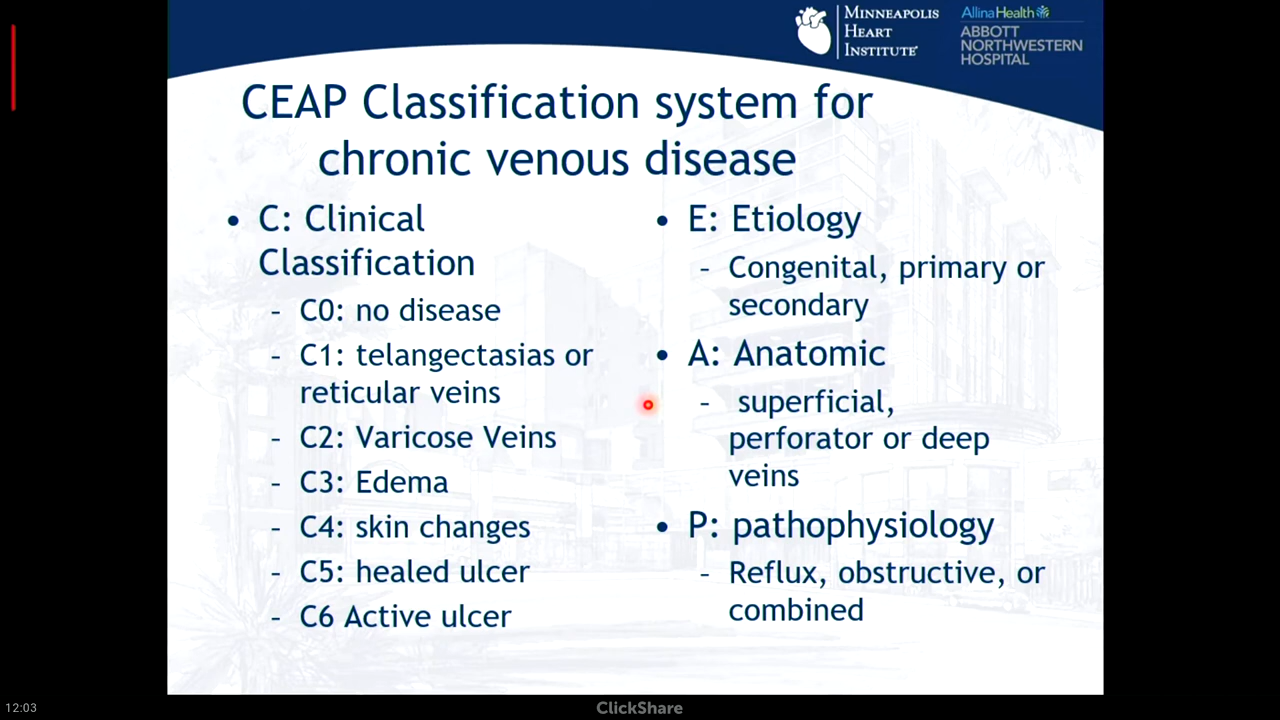 MINNEAPOLIS
HEART
INSTITUTE®
AllinaHealth
ABBOTT
NORTHWESTERN
HOSPITAL
CEAP Classification system for
chronic venous disease
• C: Clinical
Classification
- C0: no disease
- C1: telangectasias or
reticular veins
- C2: Varicose Veins
- C3: Edema
- C4: skin changes
- C5: healed ulcer
- C6 Active ulcer
• E: Etiology
- Congenital, primary or
secondary
• A: Anatomic
- superficial,
perforator or deep
veins
• P: pathophysiology
- Reflux, obstructive, or
combined
12:03
ClickShare